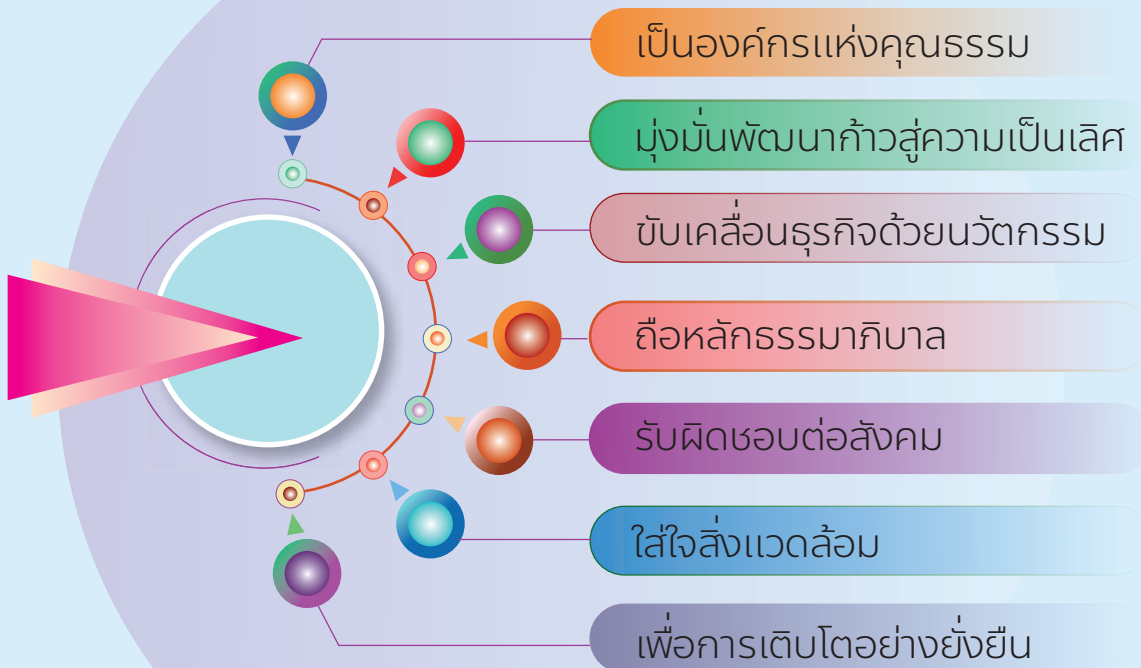 เป็นองค์กรแห่งคุณธรรม
มุ่งมั่นพัฒนาก้าวสู่ความเป็นเลิศ
ขับเคลื่อนธุรกิจด้วยนวัตกรรม
ถือหลักธรรมาภิบาล
รับผิดชอบต่อสังคม
ใส่ใจสิ่งแวดล้อม
เพื่อการเติบโตอย่างยั่งยืน